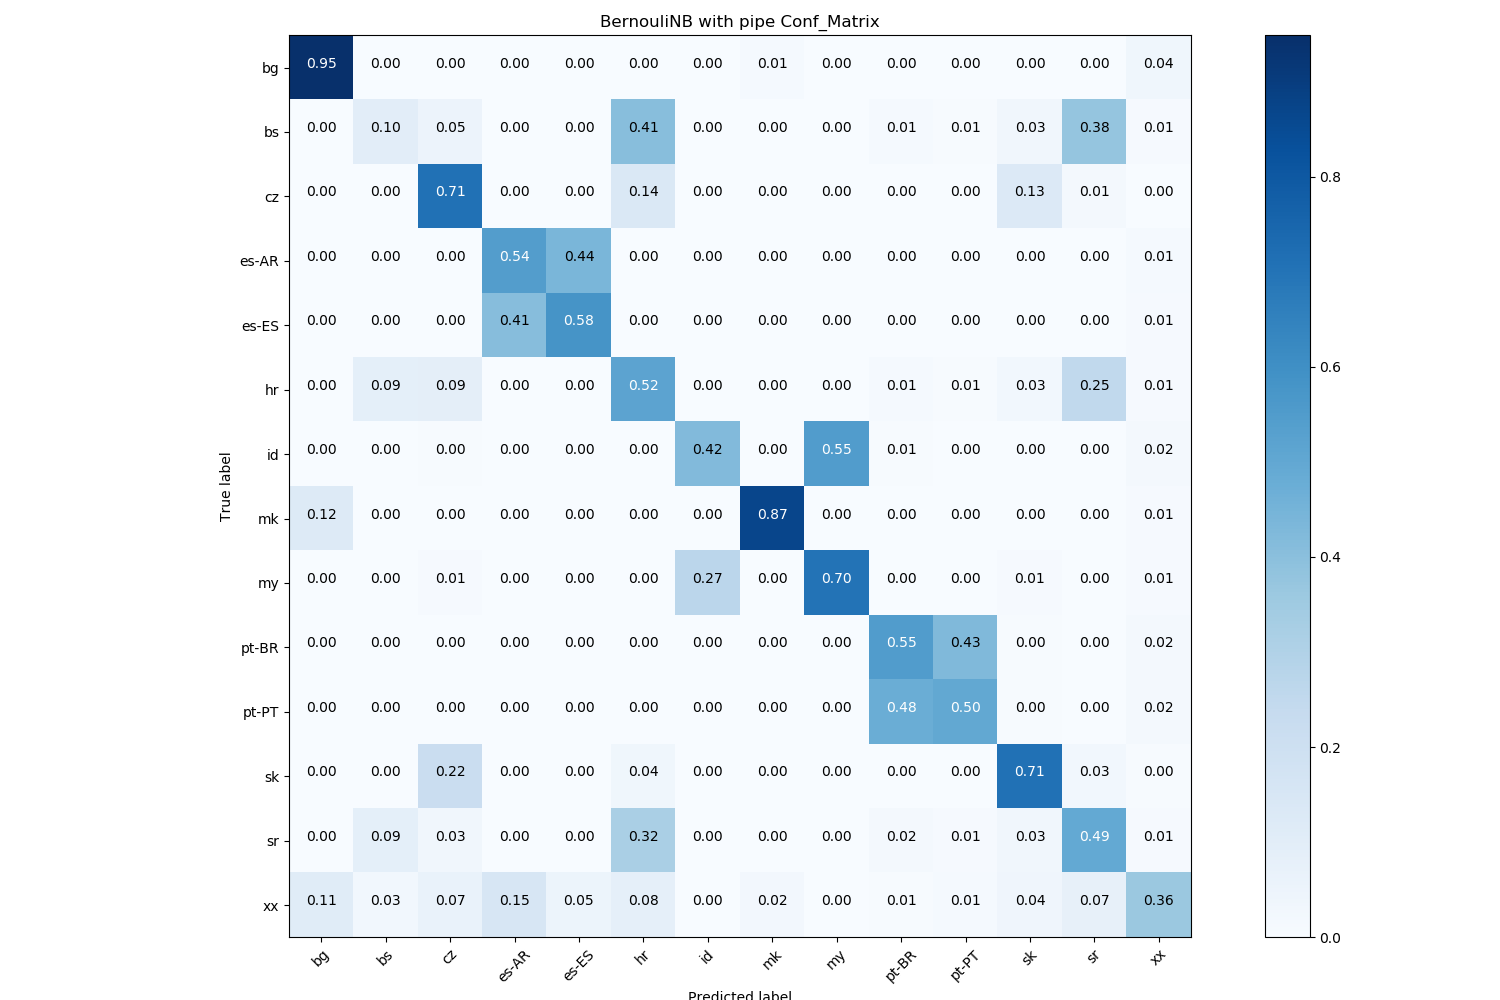 BernouliNB with pipe Conf_Matrix
bg 0.95 0.00 0.00 0.00 0.00 0.00 0.00 0.01 0.00 0.00 0.00 0.00 0.00 0.04
bs 0.00 0.10 0.05 0.00 0.00 0.41 0.00 0.00 0.00 0.01 0.01 0.03 0.38 0.01
cz 0.00 0.00 0.71 0.00 0.00 0.14 0.00 0.00 0.00 0.00 0.00 0.13 0.01 0.00
es-AR 0.00 0.00 0.00 0.54 0.44 0.00 0.00 0.00 0.00 0.00 0.00 0.00 0.00 0.01
es-ES 0.00 0.00 0.00 0.41 0.58 0.00 0.00 0.00 0.00 0.00 0.00 0.00 0.00 0.01
hr 0.00 0.09 0.09 0.00 0.00 0.52 0.00 0.00 0.00 0.01 0.01 0.03 0.25 0.01
id 0.00 0.00 0.00 0.00 0.00 0.00 0.42 0.00 0.55 0.01 0.00 0.00 0.00 0.02
mk 0.12 0.00 0.00 0.00 0.00 0.00 0.00 0.87 0.00 0.00 0.00 0.00 0.00 0.01
my 0.00 0.00 0.01 0.00 0.00 0.00 0.27 0.00 0.70 0.00 0.00 0.01 0.00 0.01
pt-BR 0.00 0.00 0.00 0.00 0.00 0.00 0.00 0.00 0.00 0.55 0.43 0.00 0.00 0.02
pt-PT 0.00 0.00 0.00 0.00 0.00 0.00 0.00 0.00 0.00 0.48 0.50 0.00 0.00 0.02
sk 0.00 0.00 0.22 0.00 0.00 0.04 0.00 0.00 0.00 0.00 0.00 0.71 0.03 0.00
sr 0.00 0.09 0.03 0.00 0.00 0.32 0.00 0.00 0.00 0.02 0.01 0.03 0.49 0.01
xx 0.11 0.03 0.07 0.15 0.05 0.08 0.00 0.02 0.00 0.01 0.01 0.04 0.07 0.36
bg bs cz es-AR es-ES hr id mk my pt-BR pt-PT sk sr xx
True label
Predicted label
0.8
0.6
0.4
0.2
0.0